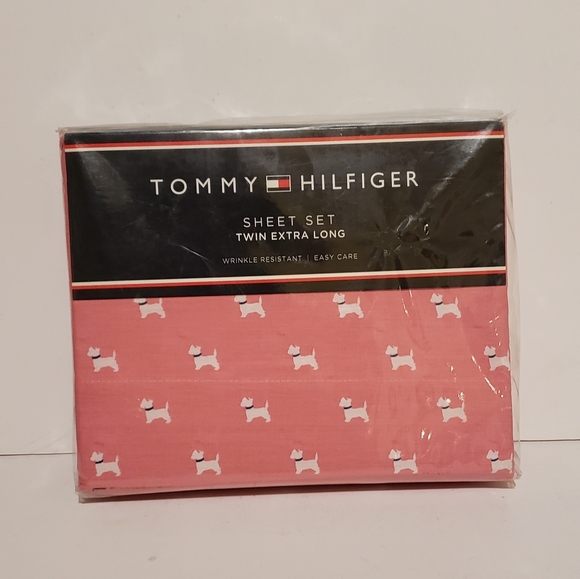 TOMMY HILFIGER
SHEET SET
TWIN EXTRA LONG
WRINKLE RESISTANT | EASY CARE